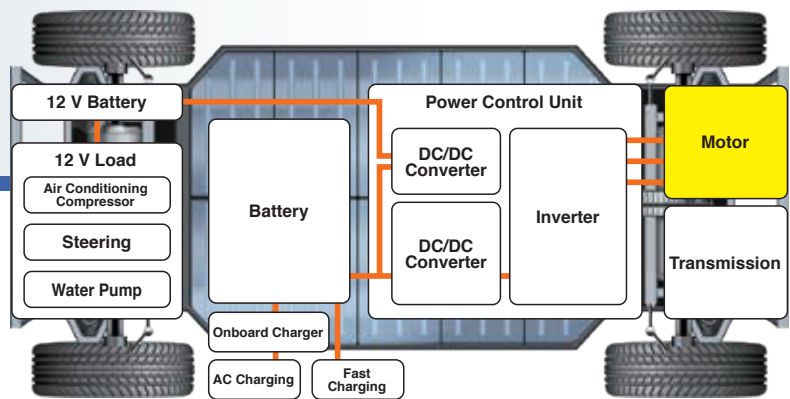 12 V Battery
12 V Load
Air Conditioning
Compressor
Steering
Water Pump
Battery
Onboard Charger
AC Charging
Fast
Charging
Power Control Unit
DC/DC
Converter
DC/DC
Converter
Inverter
Motor
Transmission